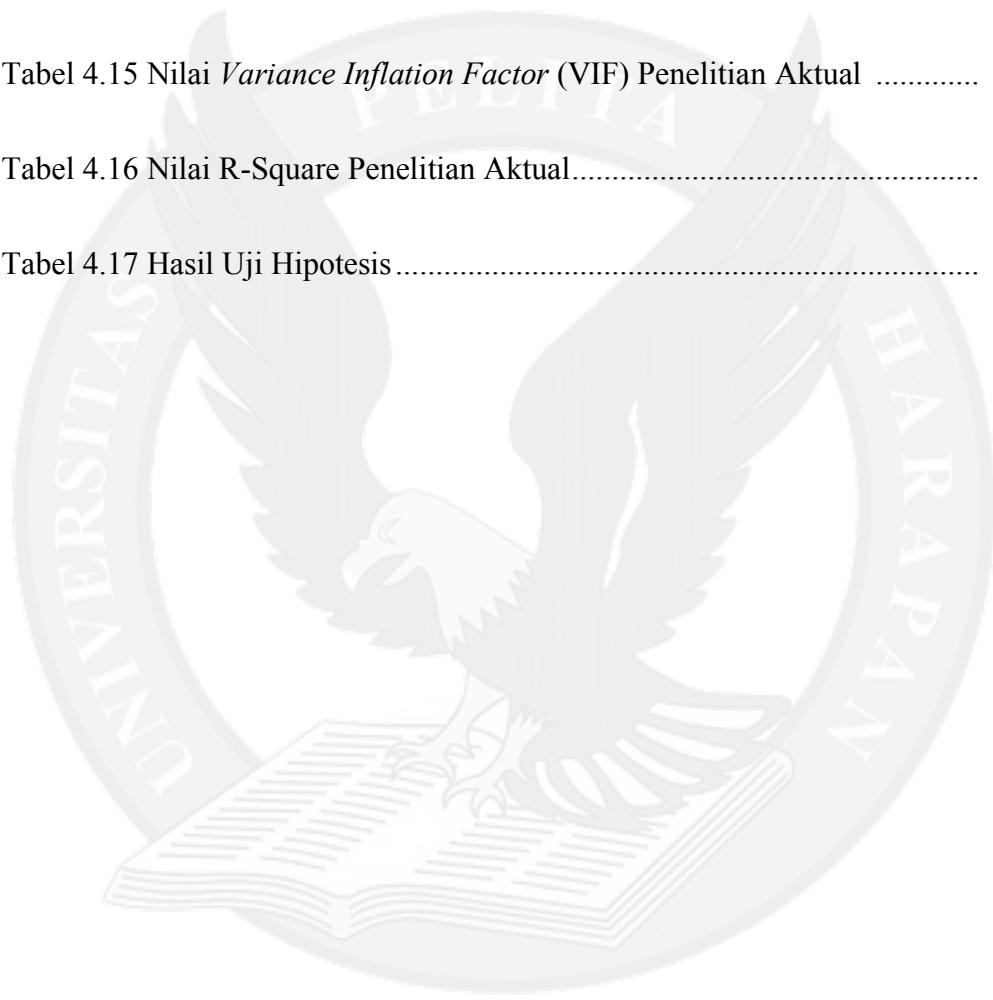 Tabel 4.15 Nilai Variance Inflation Factor (VIF) Penelitian Aktual .............
Tabel 4.16 Nilai R-Square Penelitian Aktual....................................................
Tabel 4.17 Hasil Uji Hipotesis...........................................................................
UNIVERSITAS PELITA HARAPAN